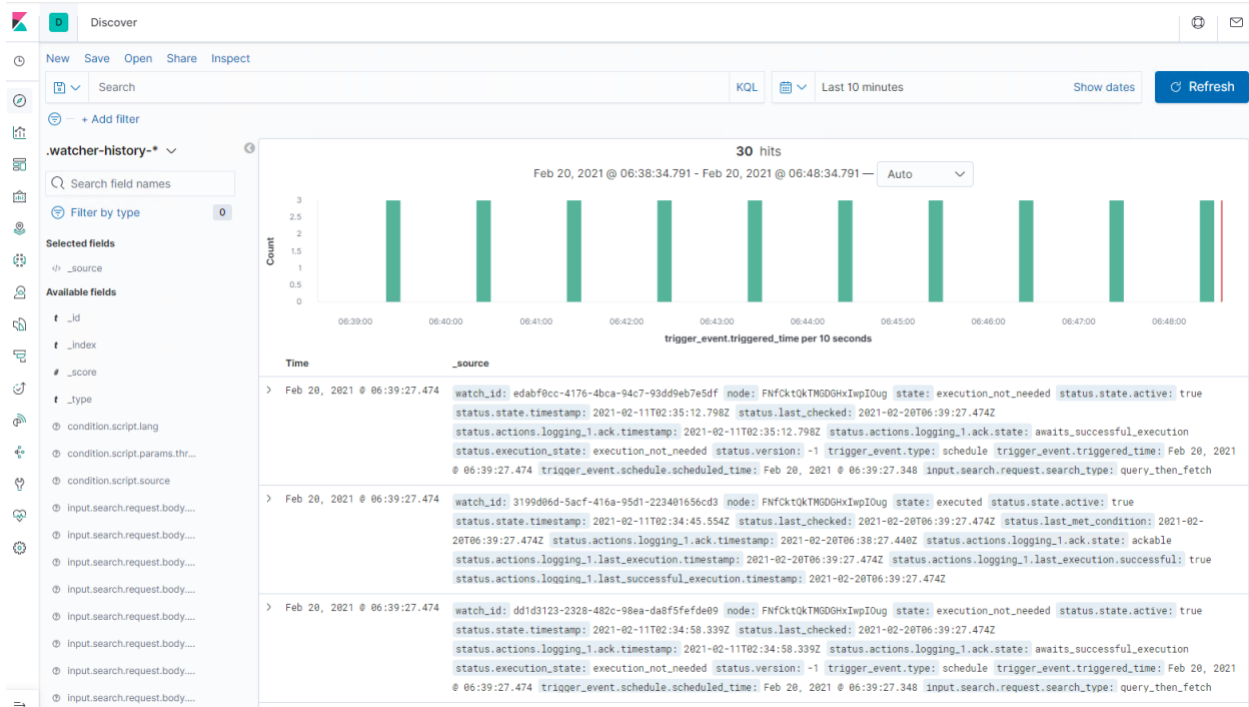 D Discover
New Save Open Share Inspect
Search KQL Last 10 minutes Show dates Refresh
+ Add filter
.watcher-history-*
Search field names
Filter by type 0
Selected fields
</> _source
Available fields
t _id
t _index
# _score
t _type
condition.script.lang
condition.script.params.thr...
condition.script.source
input.search.request.body....
input.search.request.body....
input.search.request.body....
input.search.request.body....
input.search.request.body....
input.search.request.body....
input.search.request.body....
input.search.request.body....
30 hits
Feb 20, 2021 @ 06:38:34.791 - Feb 20, 2021 @ 06:48:34.791 — Auto
Count
3
2.5
2
1.5
1
0.5
0
06:39:00 06:40:00 06:41:00 06:42:00 06:43:00 06:44:00 06:45:00 06:46:00 06:47:00 06:48:00
trigger_event.triggered_time per 10 seconds
Time _source
Feb 20, 2021 @ 06:39:27.474 watch_id: edabf0cc-4176-4bca-94c7-93dd9eb7e5df node: FNfCktQkTMGDGHxIwpIOug state: execution_not_needed status.state.active: true
status.state.timestamp: 2021-02-11T02:35:12.798Z status.last_checked: 2021-02-20T06:39:27.474Z
status.actions.logging_1.ack.timestamp: 2021-02-11T02:35:12.798Z status.actions.logging_1.ack.state: awaits_successful_execution
status.execution_state: execution_not_needed status.version: -1 trigger_event.type: schedule trigger_event.triggered_time: Feb 20, 2021
@ 06:39:27.474 trigger_event.schedule.scheduled_time: Feb 20, 2021 @ 06:39:27.348 input.search.request.search_type: query_then_fetch
Feb 20, 2021 @ 06:39:27.474 watch_id: 3199d06d-5acf-416a-95d1-223401656cd3 node: FNfCktQkTMGDGHxIwpIOug state: executed status.state.active: true
status.state.timestamp: 2021-02-11T02:34:45.554Z status.last_checked: 2021-02-20T06:39:27.474Z status.last_met_condition: 2021-02-
20T06:39:27.474Z status.actions.logging_1.ack.timestamp: 2021-02-20T06:38:27.440Z status.actions.logging_1.ack.state: ackable
status.actions.logging_1.last_execution.timestamp: 2021-02-20T06:39:27.474Z status.actions.logging_1.last_execution.successful: true
status.actions.logging_1.last_successful_execution.timestamp: 2021-02-20T06:39:27.474Z
Feb 20, 2021 @ 06:39:27.474 watch_id: dd1d3123-2328-482c-98ea-da8f5fefde09 node: FNfCktQkTMGDGHxIwpIOug state: execution_not_needed status.state.active: true
status.state.timestamp: 2021-02-11T02:34:58.339Z status.last_checked: 2021-02-20T06:39:27.474Z
status.actions.logging_1.ack.timestamp: 2021-02-11T02:34:58.339Z status.actions.logging_1.ack.state: awaits_successful_execution
status.execution_state: execution_not_needed status.version: -1 trigger_event.type: schedule trigger_event.triggered_time: Feb 20, 2021
@ 06:39:27.474 trigger_event.schedule.scheduled_time: Feb 20, 2021 @ 06:39:27.348 input.search.request.search_type: query_then_fetch